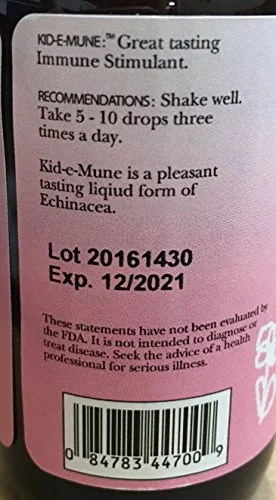 KID-E-MUNE:™ Great tasting
Immune Stimulant.
RECOMMENDATIONS: Shake well.
Take 5 - 10 drops three
times a day.
Kid-e-Mune is a pleasant
tasting liqiud form of
Echinacea.
Lot 20161430
Exp. 12/2021
These statements have not been evaluated by
the FDA. It is not intended to diagnose or
treat disease. Seek the advice of a health
professional for serious illness.
0 84783 44700 9